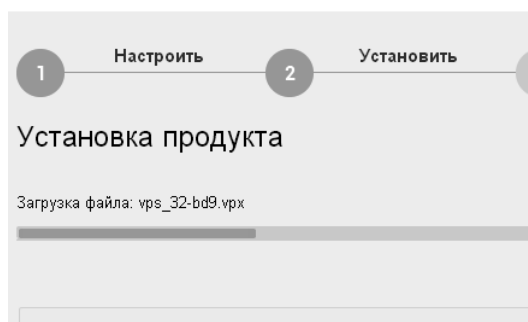 Настроить
Установить
1
2
Установка продукта
Загрузка файла: vps_32-bd9.vpx